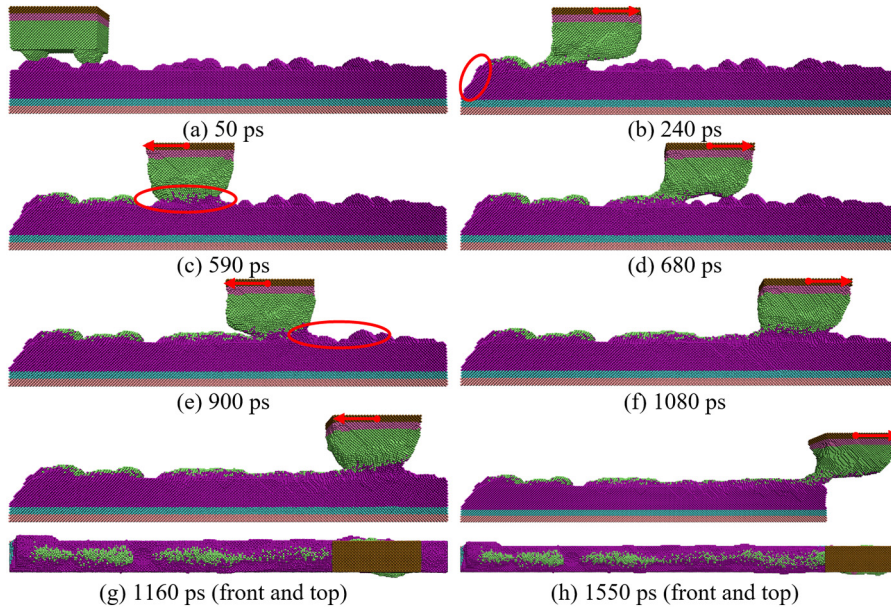 (a) 50 ps
(b) 240 ps
(c) 590 ps
(d) 680 ps
(e) 900 ps
(f) 1080 ps
(g) 1160 ps (front and top)
(h) 1550 ps (front and top)